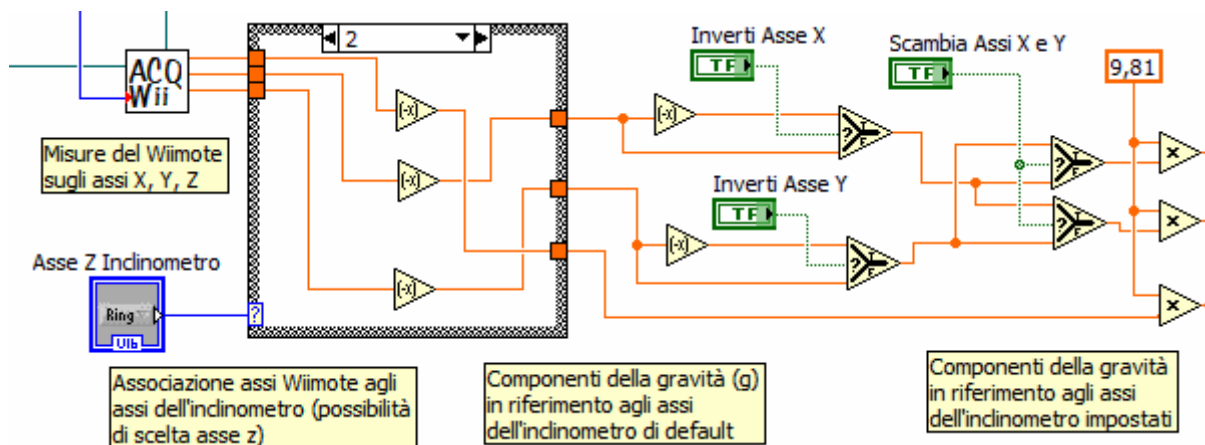 2
Inverti Asse X
TF
Scambia Assi X e Y
TF
9,81
ACQ
Wii
(-x)
(-x)
(-x)
(-x)
(-x)
?
T
F
?
T
F
?
T
F
?
T
F
x
x
x
Misure del Wiimote
sugli assi X, Y, Z
Inverti Asse Y
TF
Asse Z Inclinometro
Ring
U16
?
Associazione assi Wiimote agli
assi dell'inclinometro (possibilità
di scelta asse z)
Componenti della gravità (g)
in riferimento agli assi
dell'inclinometro di default
Componenti della gravità
in riferimento agli assi
dell'inclinometro impostati